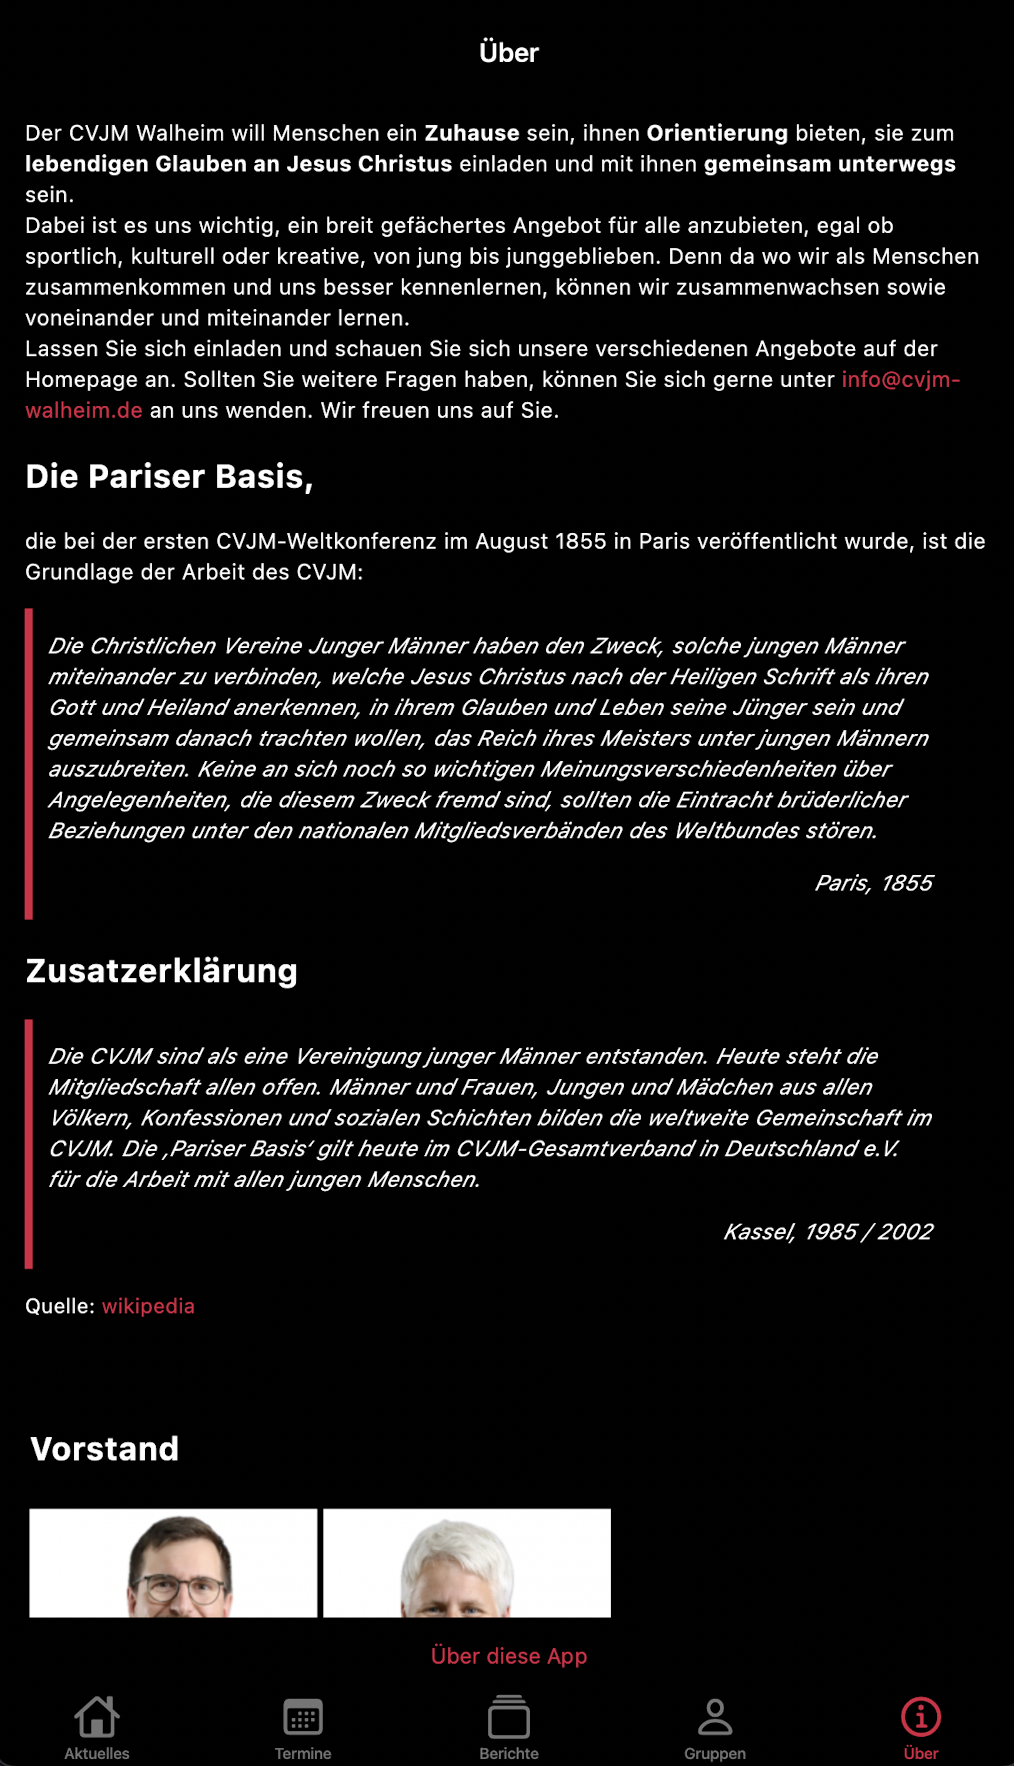 Über
Der CVJM Walheim will Menschen ein Zuhause sein, ihnen Orientierung bieten, sie zum
lebendigen Glauben an Jesus Christus einladen und mit ihnen gemeinsam unterwegs
sein.
Dabei ist es uns wichtig, ein breit gefächertes Angebot für alle anzubieten, egal ob
sportlich, kulturell oder kreative, von jung bis junggeblieben. Denn da wo wir als Menschen
zusammenkommen und uns besser kennenlernen, können wir zusammenwachsen sowie
voneinander und miteinander lernen.
Lassen Sie sich einladen und schauen Sie sich unsere verschiedenen Angebote auf der
Homepage an. Sollten Sie weitere Fragen haben, können Sie sich gerne unter info@cvjm-
walheim.de an uns wenden. Wir freuen uns auf Sie.
Die Pariser Basis,
die bei der ersten CVJM-Weltkonferenz im August 1855 in Paris veröffentlicht wurde, ist die
Grundlage der Arbeit des CVJM:
Die Christlichen Vereine Junger Männer haben den Zweck, solche jungen Männer
miteinander zu verbinden, welche Jesus Christus nach der Heiligen Schrift als ihren
Gott und Heiland anerkennen, in ihrem Glauben und Leben seine Jünger sein und
gemeinsam danach trachten wollen, das Reich ihres Meisters unter jungen Männern
auszubreiten. Keine an sich noch so wichtigen Meinungsverschiedenheiten über
Angelegenheiten, die diesem Zweck fremd sind, sollten die Eintracht brüderlicher
Beziehungen unter den nationalen Mitgliedsverbänden des Weltbundes stören.
Paris, 1855
Zusatzerklärung
Die CVJM sind als eine Vereinigung junger Männer entstanden. Heute steht die
Mitgliedschaft allen offen. Männer und Frauen, Jungen und Mädchen aus allen
Völkern, Konfessionen und sozialen Schichten bilden die weltweite Gemeinschaft im
CVJM. Die ‚Pariser Basis‘ gilt heute im CVJM-Gesamtverband in Deutschland e.V.
für die Arbeit mit allen jungen Menschen.
Kassel, 1985 / 2002
Quelle: wikipedia
Vorstand
Über diese App
Aktuelles
Termine
Berichte
Gruppen
Über